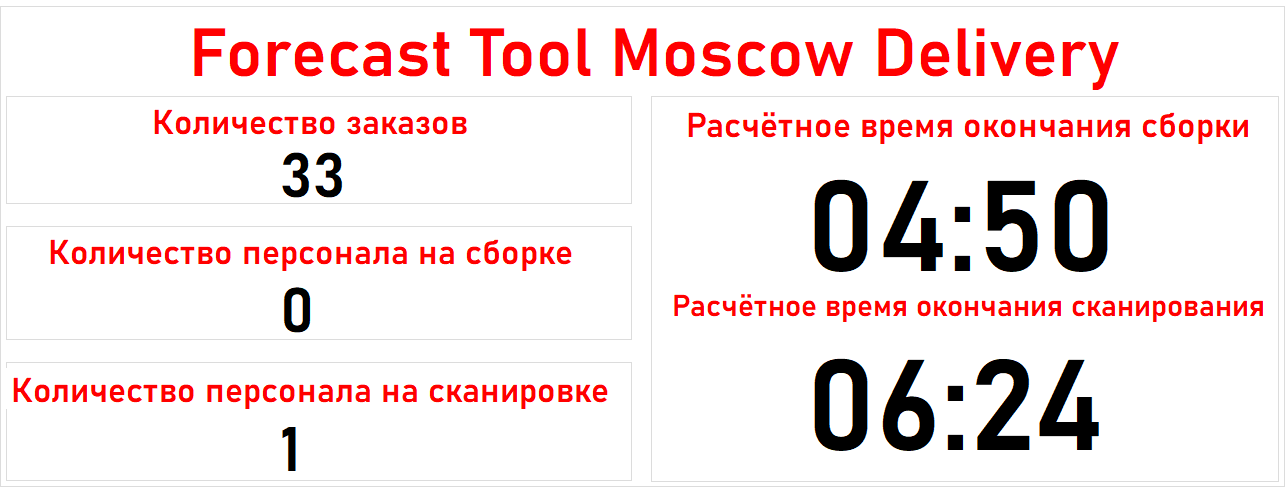 Forecast Tool Moscow Delivery
Количество заказов
33
Количество персонала на сборке
0
Количество персонала на сканировке
1
Расчётное время окончания сборки
04:50
Расчётное время окончания сканирования
06:24